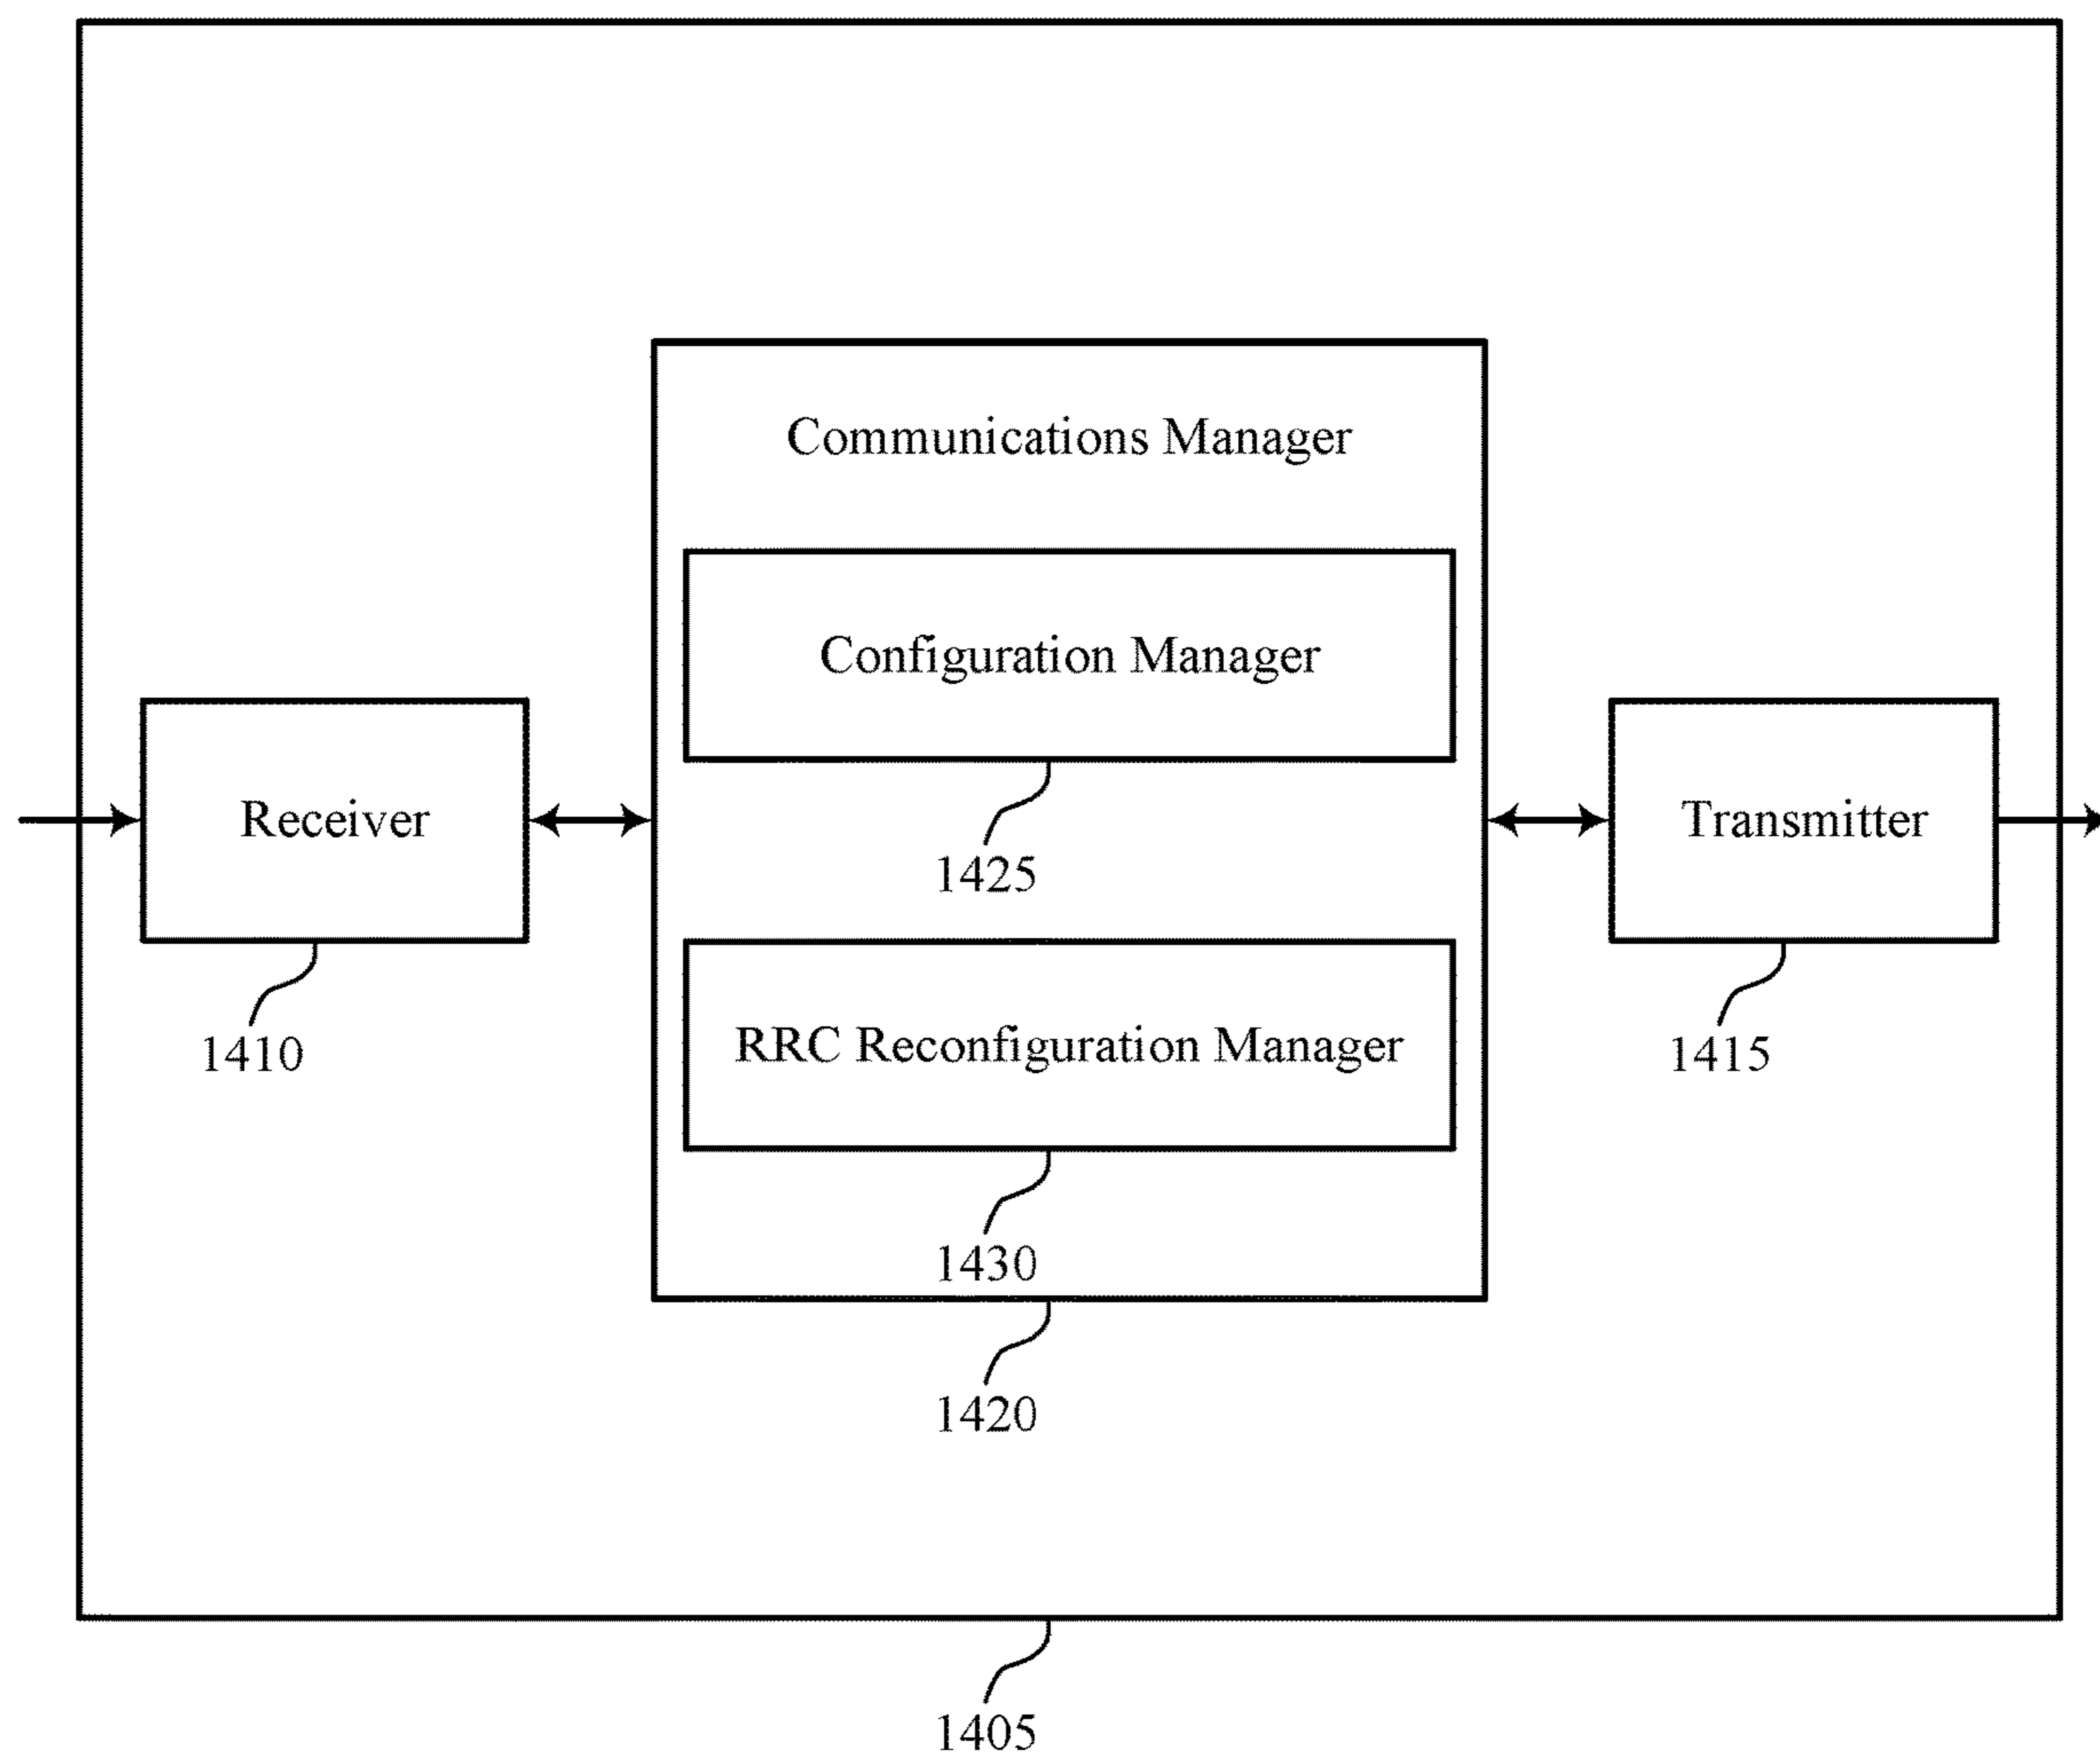 Communications Manager
Configuration Manager
Receiver
Transmitter
1425
RRC Reconfiguration Manager
1410
1415
1430
1420
1405